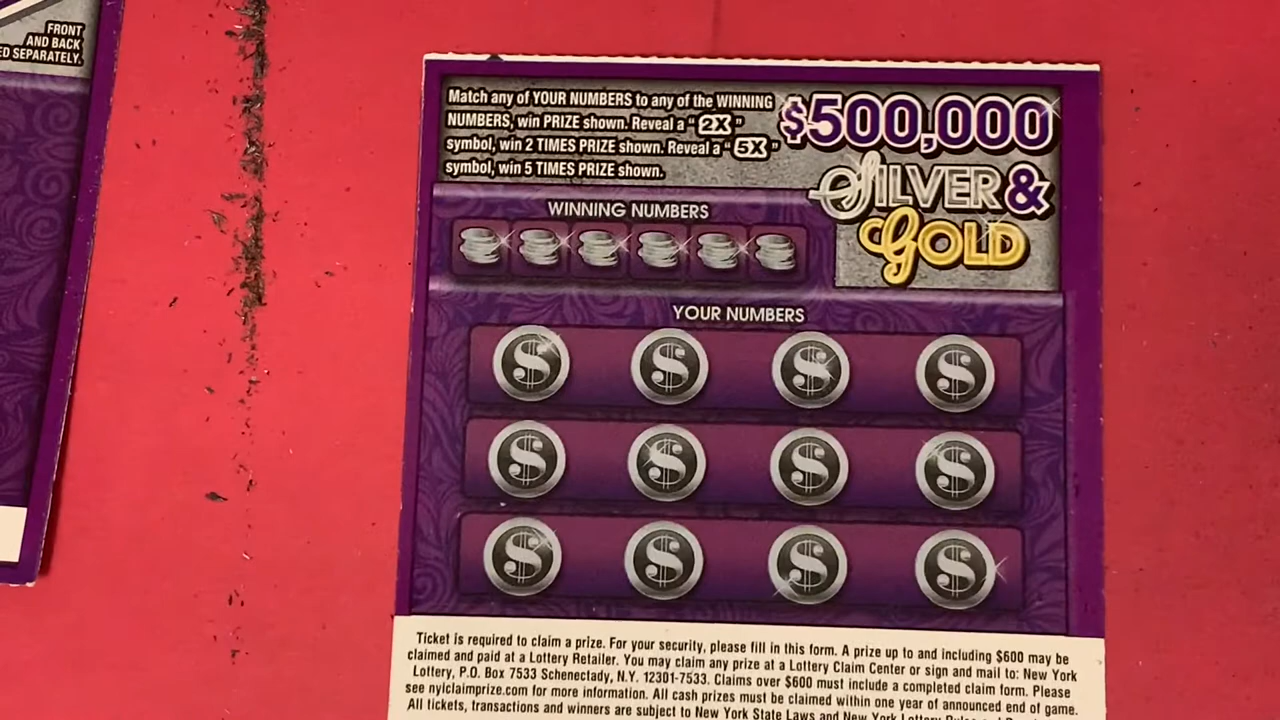 FRONT
AND BACK
ED SEPARATELY.
Match any of YOUR NUMBERS to any of the WINNING
NUMBERS, win PRIZE shown. Reveal a "2X"
symbol, win 2 TIMES PRIZE shown. Reveal a "5X"
symbol, win 5 TIMES PRIZE shown.
$500,000
SILVER &
GOLD
WINNING NUMBERS
YOUR NUMBERS
$ $ $ $
$ $ $ $
$ $ $ $
Ticket is required to claim a prize. For your security, please fill in this form. A prize up to and including $600 may be
claimed and paid at a Lottery Retailer. You may claim any prize at a Lottery Claim Center or sign and mail to: New York
Lottery, P.O. Box 7533 Schenectady, N.Y. 12301-7533. Claims over $600 must include a completed claim form. Please
see nylclaimprize.com for more information. All cash prizes must be claimed within one year of announced end of game.
All tickets, transactions and winners are subject to New York State Laws and New York Lottery